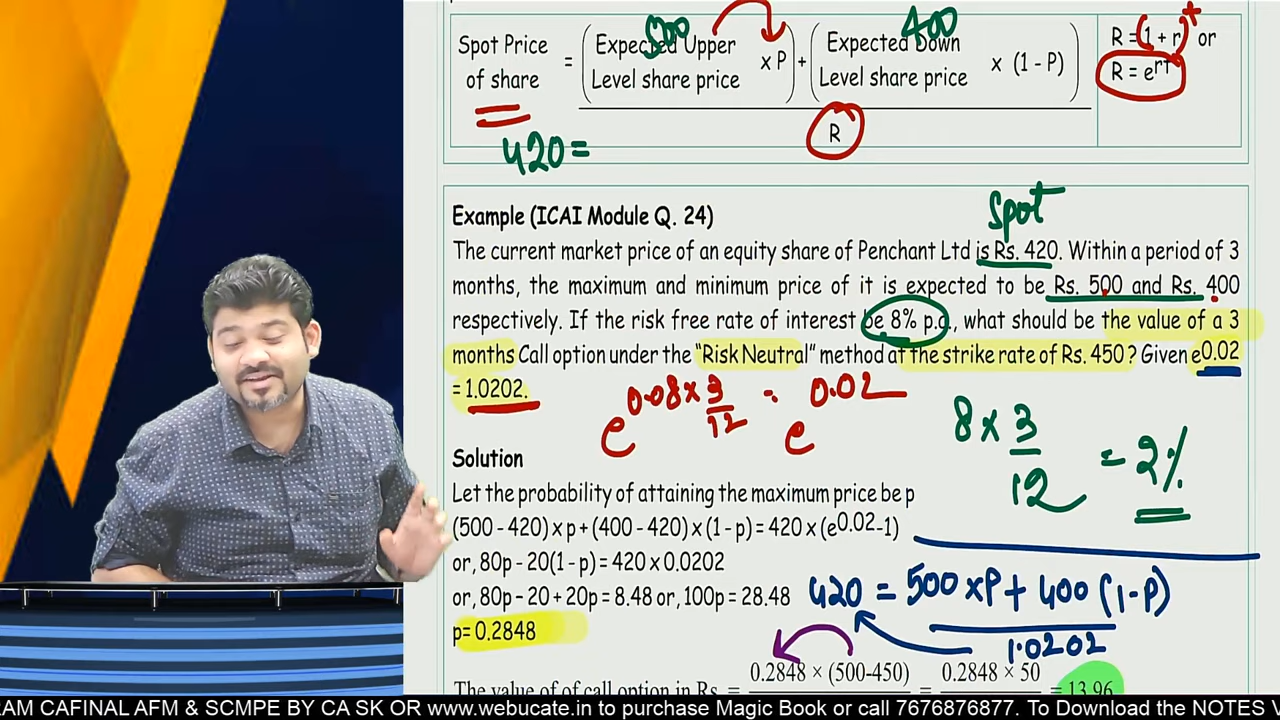 500
400
Spot Price
of share
=
Expected Upper
Level share price
x P
+
Expected Down
Level share price
x (1 - P)
R
R = (1 + r)t or
R = ert
420 =
Spot
Example (ICAI Module Q. 24)
The current market price of an equity share of Penchant Ltd is Rs. 420. Within a period of 3
months, the maximum and minimum price of it is expected to be Rs. 500 and Rs. 400
respectively. If the risk free rate of interest be 8% p.a., what should be the value of a 3
months Call option under the “Risk Neutral” method at the strike rate of Rs. 450 ? Given e0.02
= 1.0202.
e0.08 x 3/12 = e0.02
8 x 3/12 = 2%
Solution
Let the probability of attaining the maximum price be p
(500 - 420) x p + (400 - 420) x (1 - p) = 420 x (e0.02-1)
or, 80p - 20(1 - p) = 420 x 0.0202
or, 80p - 20 + 20p = 8.48 or, 100p = 28.48
p= 0.2848
420 = 500 x P + 400 (1-P)
1.0202
0.2848 × (500-450)
0.2848 × 50
The value of of call option in Rs. = = = 13.96
RAM CAFINAL AFM & SCMPE BY CA SK OR www.webucate.in to purchase Magic Book or call 7676876877. To Download the NOTES V